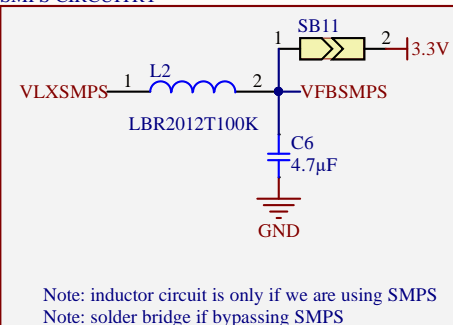 SMPS CIRCUITRY
SB11
1 2 3.3V
L2
VLXSMPS 1 2 VFBSMPS
LBR2012T100K
C6
4.7µF
GND
Note: inductor circuit is only if we are using SMPS
Note: solder bridge if bypassing SMPS